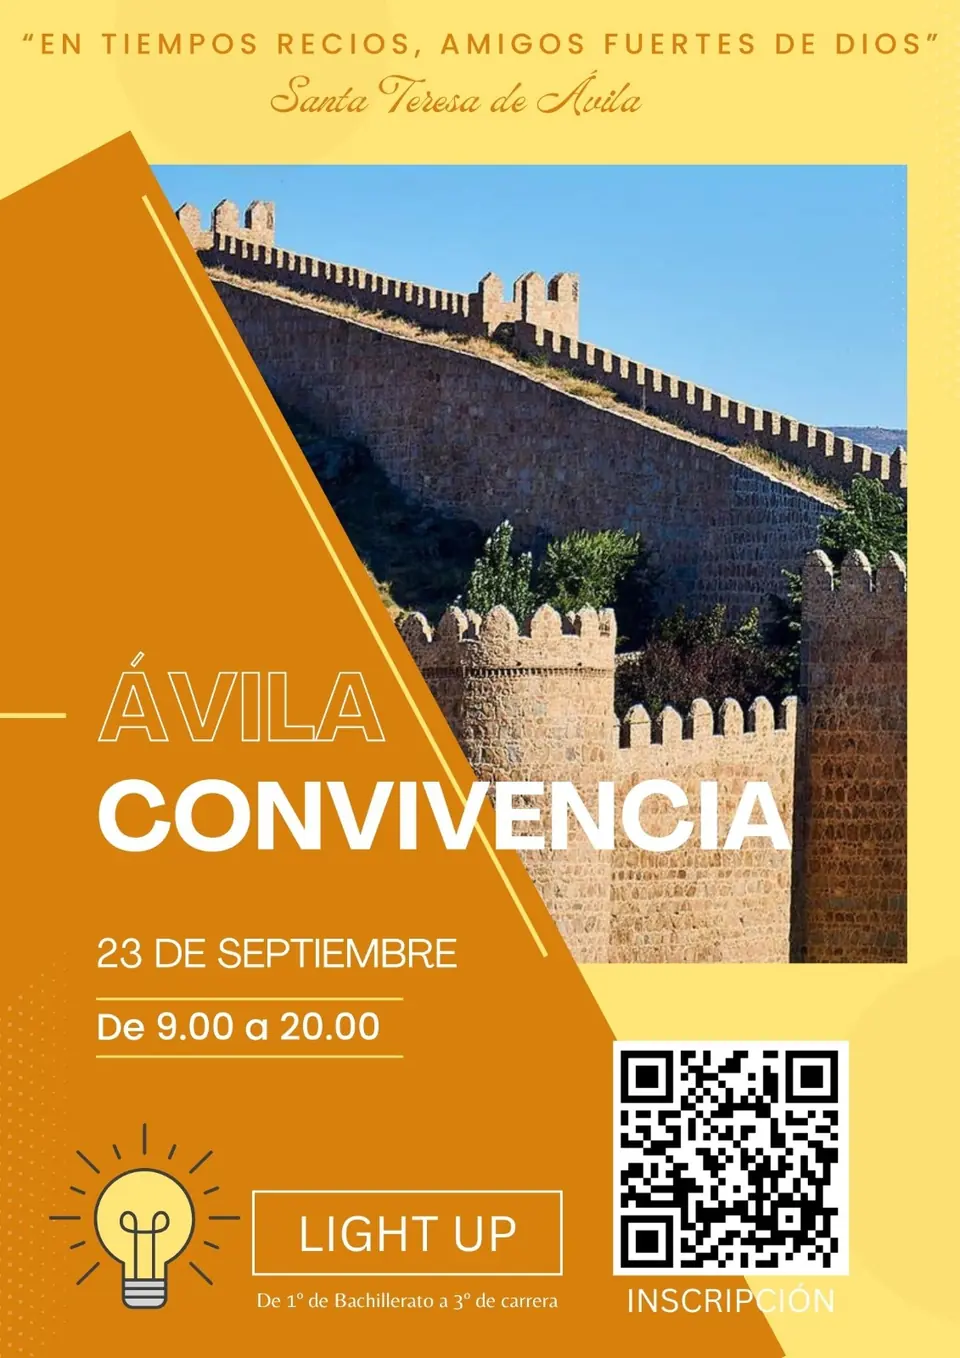 “EN TIEMPOS RECIOS, AMIGOS FUERTES DE DIOS”
Santa Teresa de Ávila
ÁVILA
CONVIVENCIA
23 DE SEPTIEMBRE
De 9.00 a 20.00
LIGHT UP
De 1º de Bachillerato a 3º de carrera
INSCRIPCIÓN